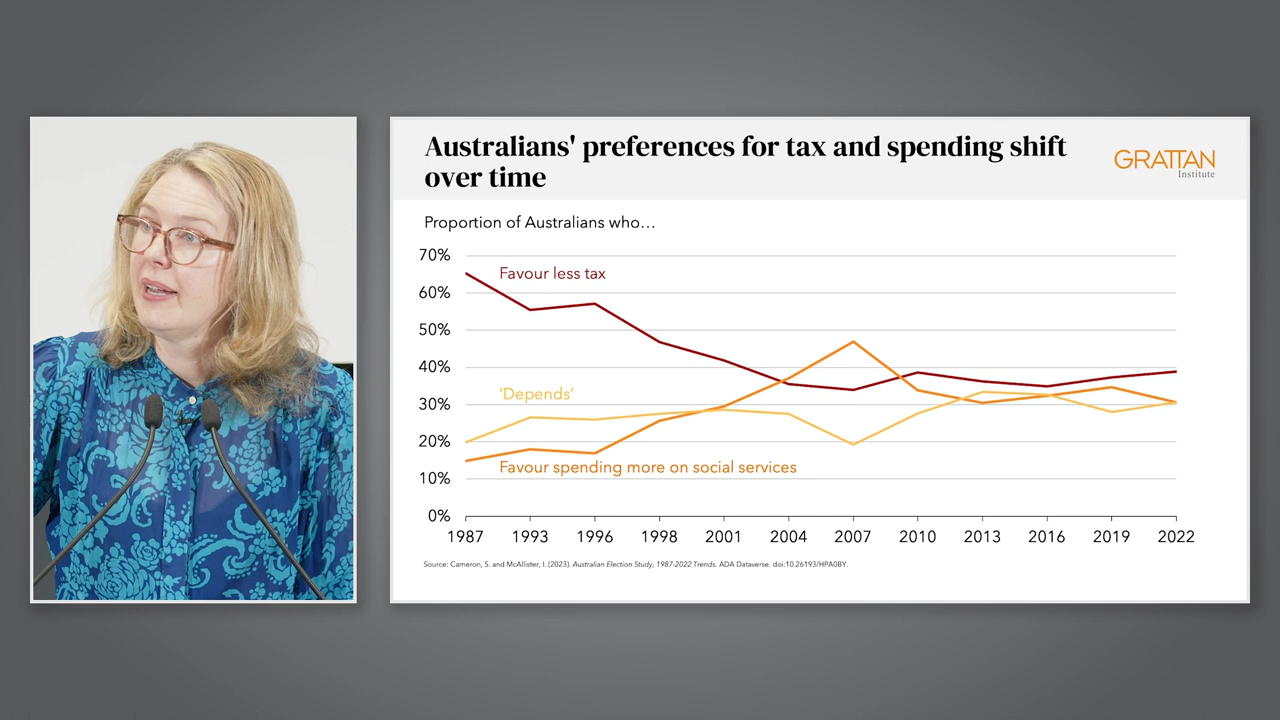 Australians' preferences for tax and spending shift
over time
GRATTAN
Institute
Proportion of Australians who…
70%
60%
50%
40%
30%
20%
10%
0%
Favour less tax
‘Depends’
Favour spending more on social services
1987 1993 1996 1998 2001 2004 2007 2010 2013 2016 2019 2022
Source: Cameron, S. and McAllister, I. (2023). Australian Election Study, 1987-2022 Trends. ADA Dataverse. doi:10.26193/HPA0BY.